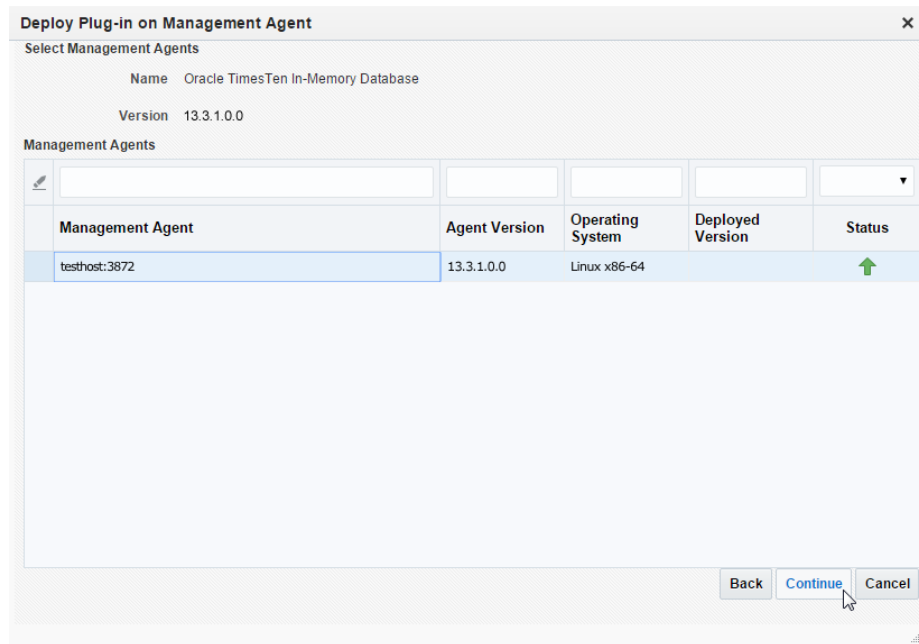 Deploy Plug-in on Management Agent
Select Management Agents
Name Oracle TimesTen In-Memory Database
Version 13.3.1.0.0
Management Agents
Management Agent Agent Version Operating System Deployed Version Status
testhost:3872 13.3.1.0.0 Linux x86-64
Back Continue Cancel